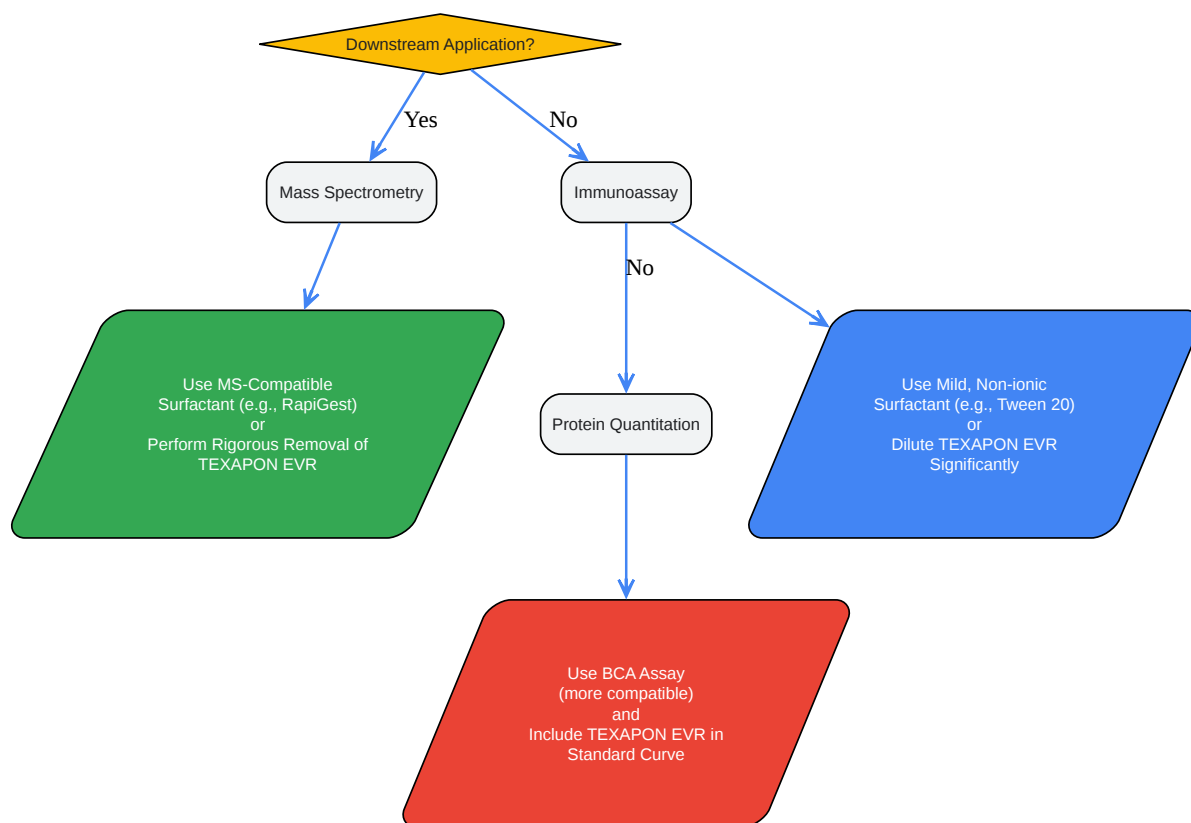 Downstream Application?
Yes
No
Mass Spectrometry
Immunoassay
No
Use MS-Compatible
Surfactant (e.g., RapiGest)
or
Perform Rigorous Removal of
TEXAPON EVR
Use Mild, Non-ionic
Surfactant (e.g., Tween 20)
or
Dilute TEXAPON EVR
Significantly
Protein Quantitation
Use BCA Assay
(more compatible)
and
Include TEXAPON EVR in
Standard Curve